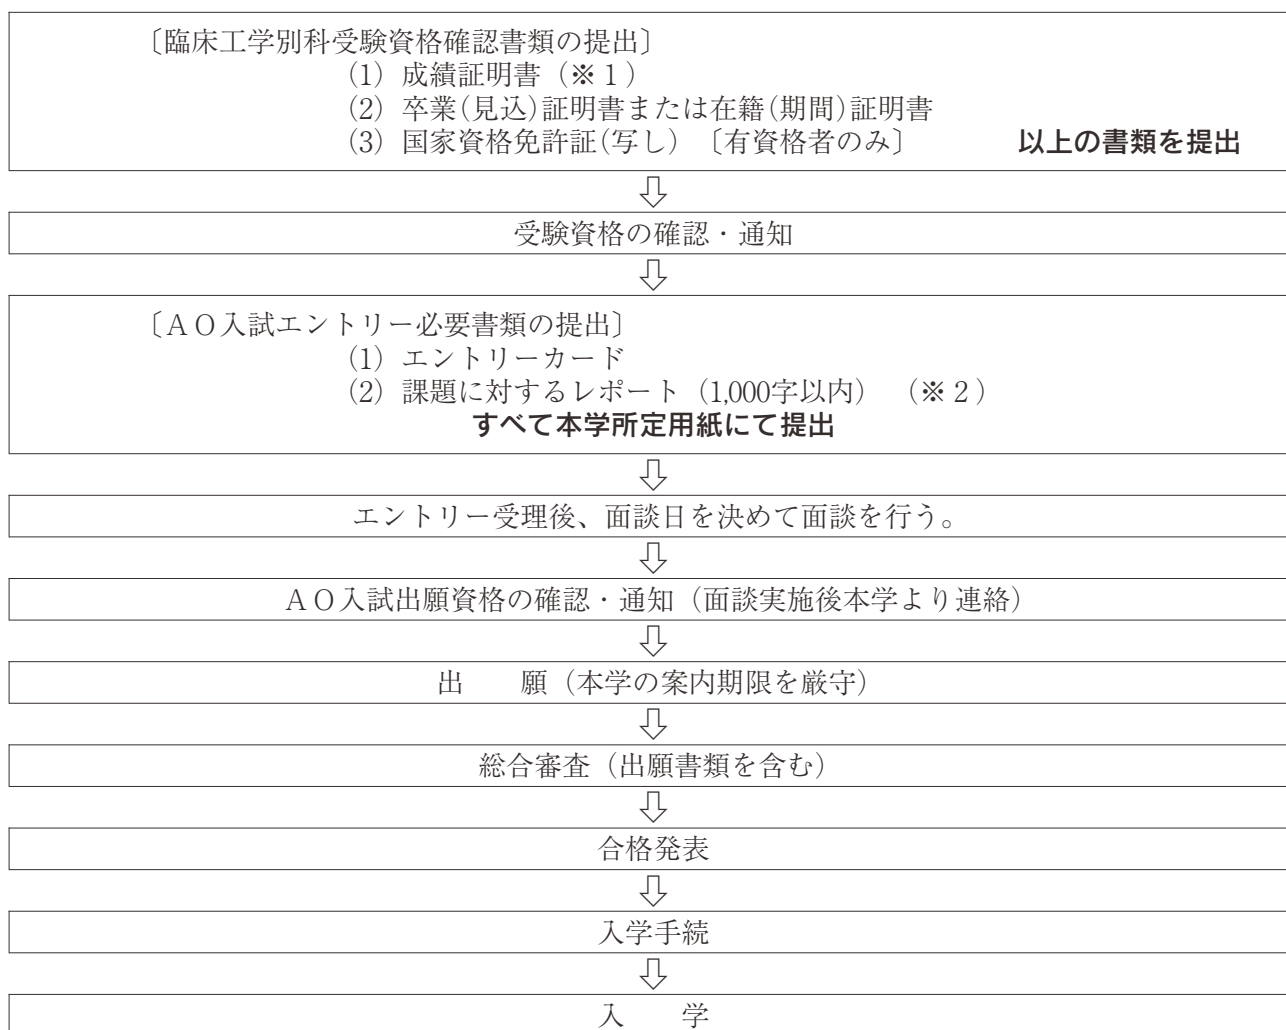 〔臨床工学別科受験資格確認書類の提出〕
(1) 成績証明書（※１）
(2) 卒業(見込)証明書または在籍(期間)証明書
(3) 国家資格免許証(写し) 〔有資格者のみ〕 以上の書類を提出
受験資格の確認・通知
〔ＡＯ入試エントリー必要書類の提出〕
(1) エントリーカード
(2) 課題に対するレポート（1,000字以内）（※２）
すべて本学所定用紙にて提出
エントリー受理後、面談日を決めて面談を行う。
ＡＯ入試出願資格の確認・通知（面談実施後本学より連絡）
出　　願（本学の案内期限を厳守）
総合審査（出願書類を含む）
合格発表
入学手続
入　　学